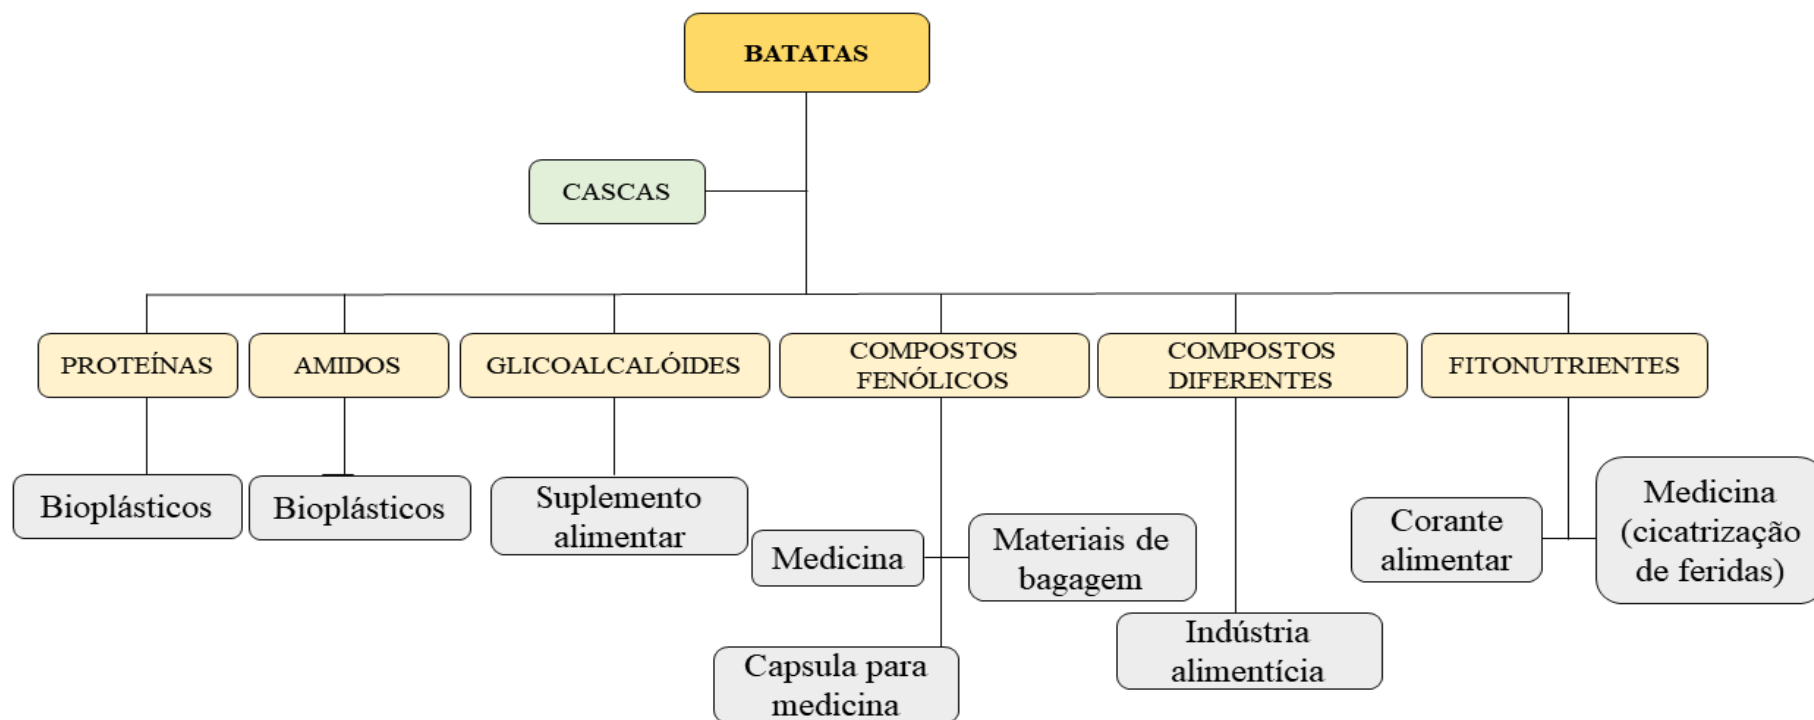 BATATAS
CASCAS
PROTEÍNAS
AMIDOS
GLICOALCALÓIDES
COMPOSTOS
FENÓLICOS
COMPOSTOS
DIFERENTES
FITONUTRIENTES
Bioplásticos
Bioplásticos
Suplemento
alimentar
Medicina
Materiais de
bagagem
Capsula para
medicina
Indústria
alimentícia
Corante
alimentar
Medicina
(cicatrização
de feridas)